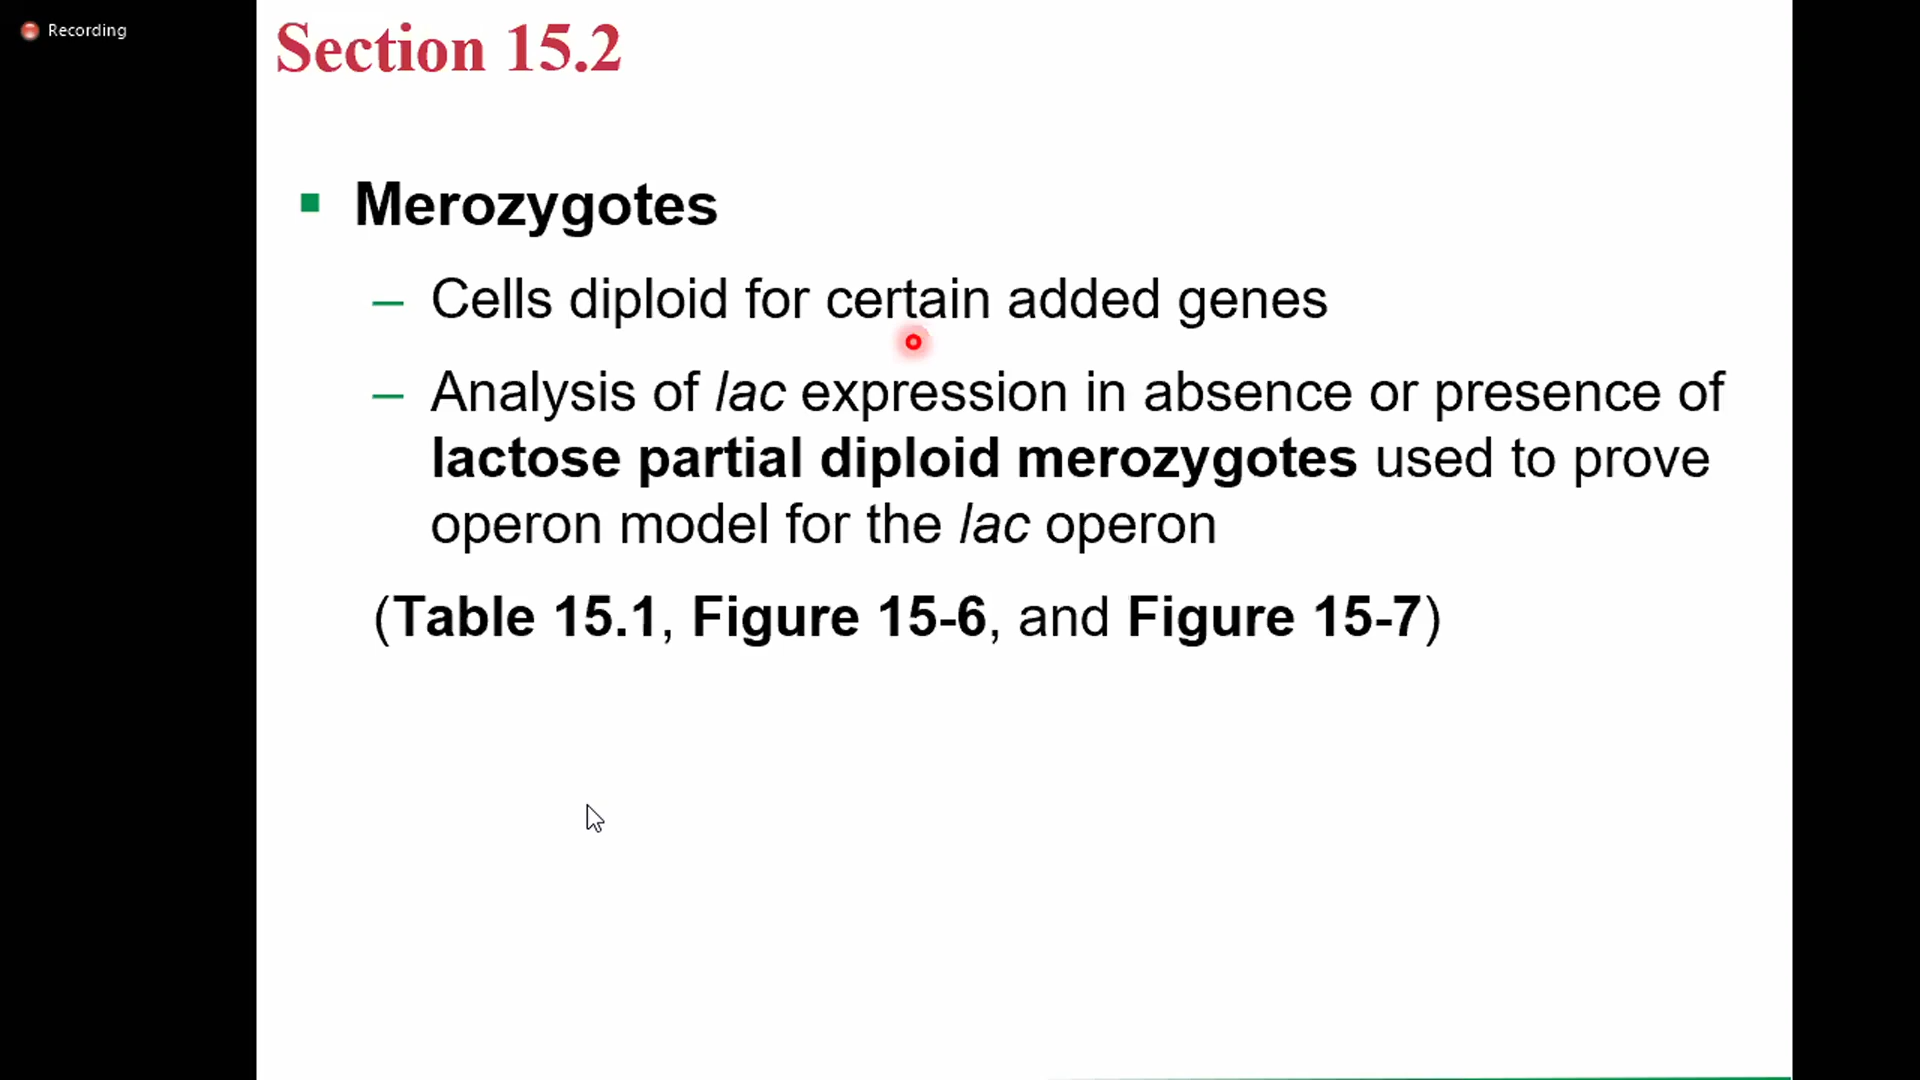 Recording
Section 15.2
▪ Merozygotes
– Cells diploid for certain added genes
– Analysis of lac expression in absence or presence of
lactose partial diploid merozygotes used to prove
operon model for the lac operon
(Table 15.1, Figure 15-6, and Figure 15-7)